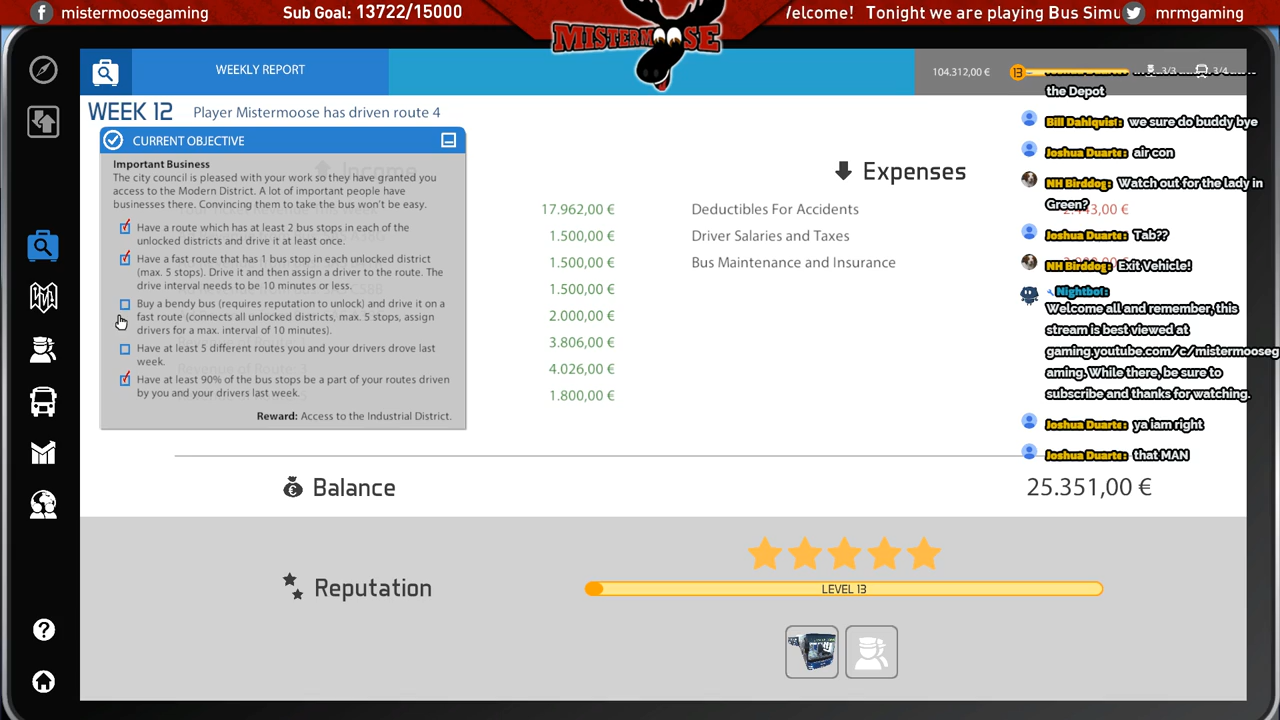 mistermoosegaming
Sub Goal: 13722/15000
MISTERMOOSE
/elcome! Tonight we are playing Bus Simu
mrmgaming
WEEKLY REPORT
104.312,00 €
13
3/3
3/4
WEEK 12
Player Mistermoose has driven route 4
CURRENT OBJECTIVE
Important Business
The city council is pleased with your work so they have granted you
access to the Modern District. A lot of important people have
businesses there. Convincing them to take the bus won't be easy.
Have a route which has at least 2 bus stops in each of the
unlocked districts and drive it at least once.
Have a fast route that has 1 bus stop in each unlocked district
(max. 5 stops). Drive it and then assign a driver to the route. The
drive interval needs to be 10 minutes or less.
Buy a bendy bus (requires reputation to unlock) and drive it on a
fast route (connects all unlocked districts, max. 5 stops, assign
drivers for a max. interval of 10 minutes).
Have at least 5 different routes you and your drivers drove last
week.
Have at least 90% of the bus stops be a part of your routes driven
by you and your drivers last week.
Reward: Access to the Industrial District.
Income
17.962,00 €
1.500,00 €
1.500,00 €
1.500,00 €
2.000,00 €
3.806,00 €
4.026,00 €
1.800,00 €
Expenses
Deductibles For Accidents
Driver Salaries and Taxes
Bus Maintenance and Insurance
Balance
25.351,00 €
Reputation
LEVEL 13
the Depot
Bill Dahlqvist: we sure do buddy bye
Joshua Duarte: air con
NH Birddog: Watch out for the lady in
Green?
Joshua Duarte: Tab??
NH Birddog: Exit Vehicle!
Nightbot:
Welcome all and remember, this
stream is best viewed at
gaming.youtube.com/c/mistermooseg
aming. While there, be sure to
subscribe and thanks for watching.
Joshua Duarte: ya iam right
Joshua Duarte: that MAN
?